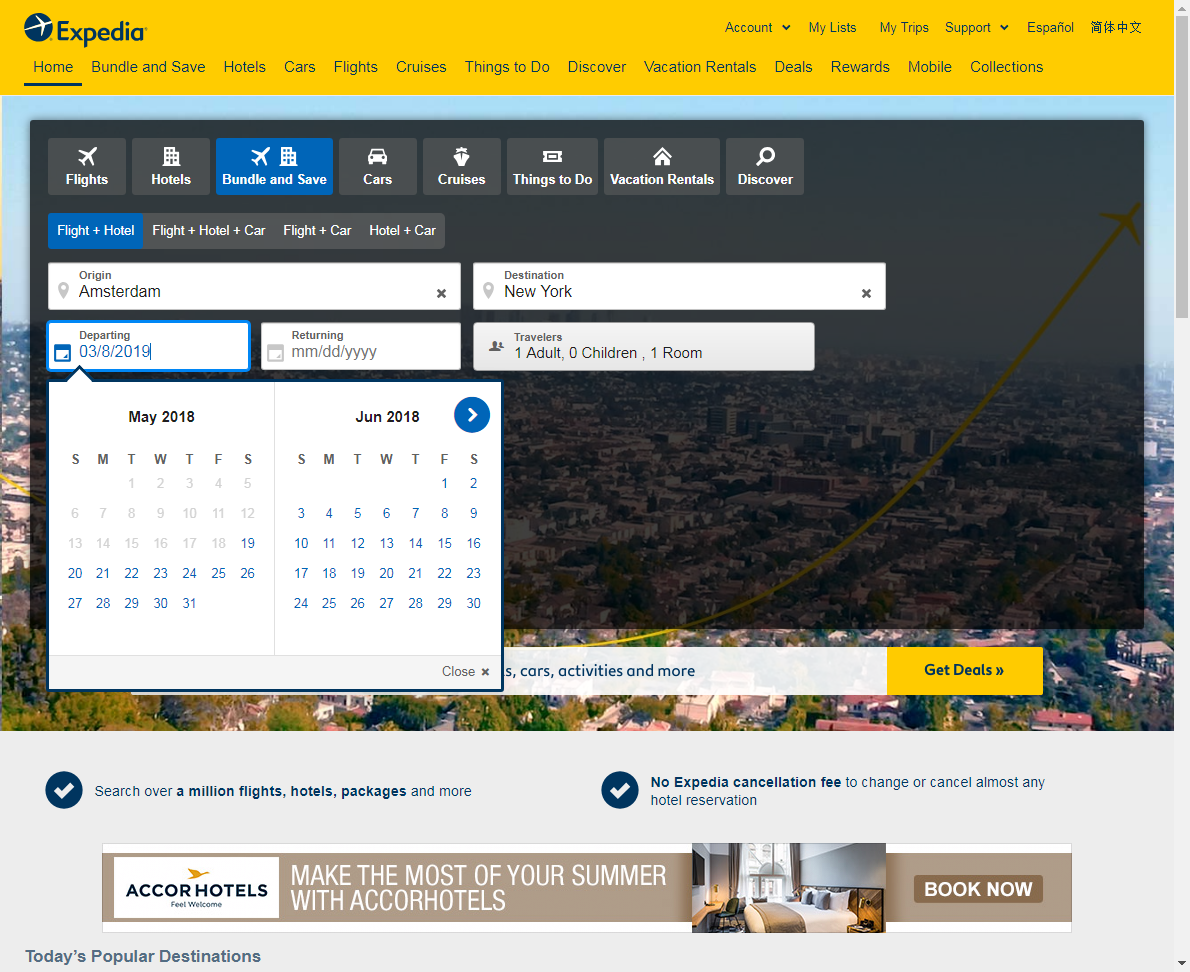 Expedia
Account My Lists My Trips Support Español 简体中文
Home Bundle and Save Hotels Cars Flights Cruises Things to Do Discover Vacation Rentals Deals Rewards Mobile Collections
Flights Hotels Bundle and Save Cars Cruises Things to Do Vacation Rentals Discover
Flight + Hotel Flight + Hotel + Car Flight + Car Hotel + Car
Origin
Amsterdam
Destination
New York
Departing
03/8/2019
Returning
mm/dd/yyyy
Travelers
1 Adult, 0 Children , 1 Room
May 2018
S M T W T F S
1 2 3 4 5
6 7 8 9 10 11 12
13 14 15 16 17 18 19
20 21 22 23 24 25 26
27 28 29 30 31
Jun 2018
S M T W T F S
1 2
3 4 5 6 7 8 9
10 11 12 13 14 15 16
17 18 19 20 21 22 23
24 25 26 27 28 29 30
Close
s, cars, activities and more
Get Deals »
Search over a million flights, hotels, packages and more
No Expedia cancellation fee to change or cancel almost any
hotel reservation
ACCORHOTELS
Feel Welcome
MAKE THE MOST OF YOUR SUMMER
WITH ACCORHOTELS
BOOK NOW
Today's Popular Destinations